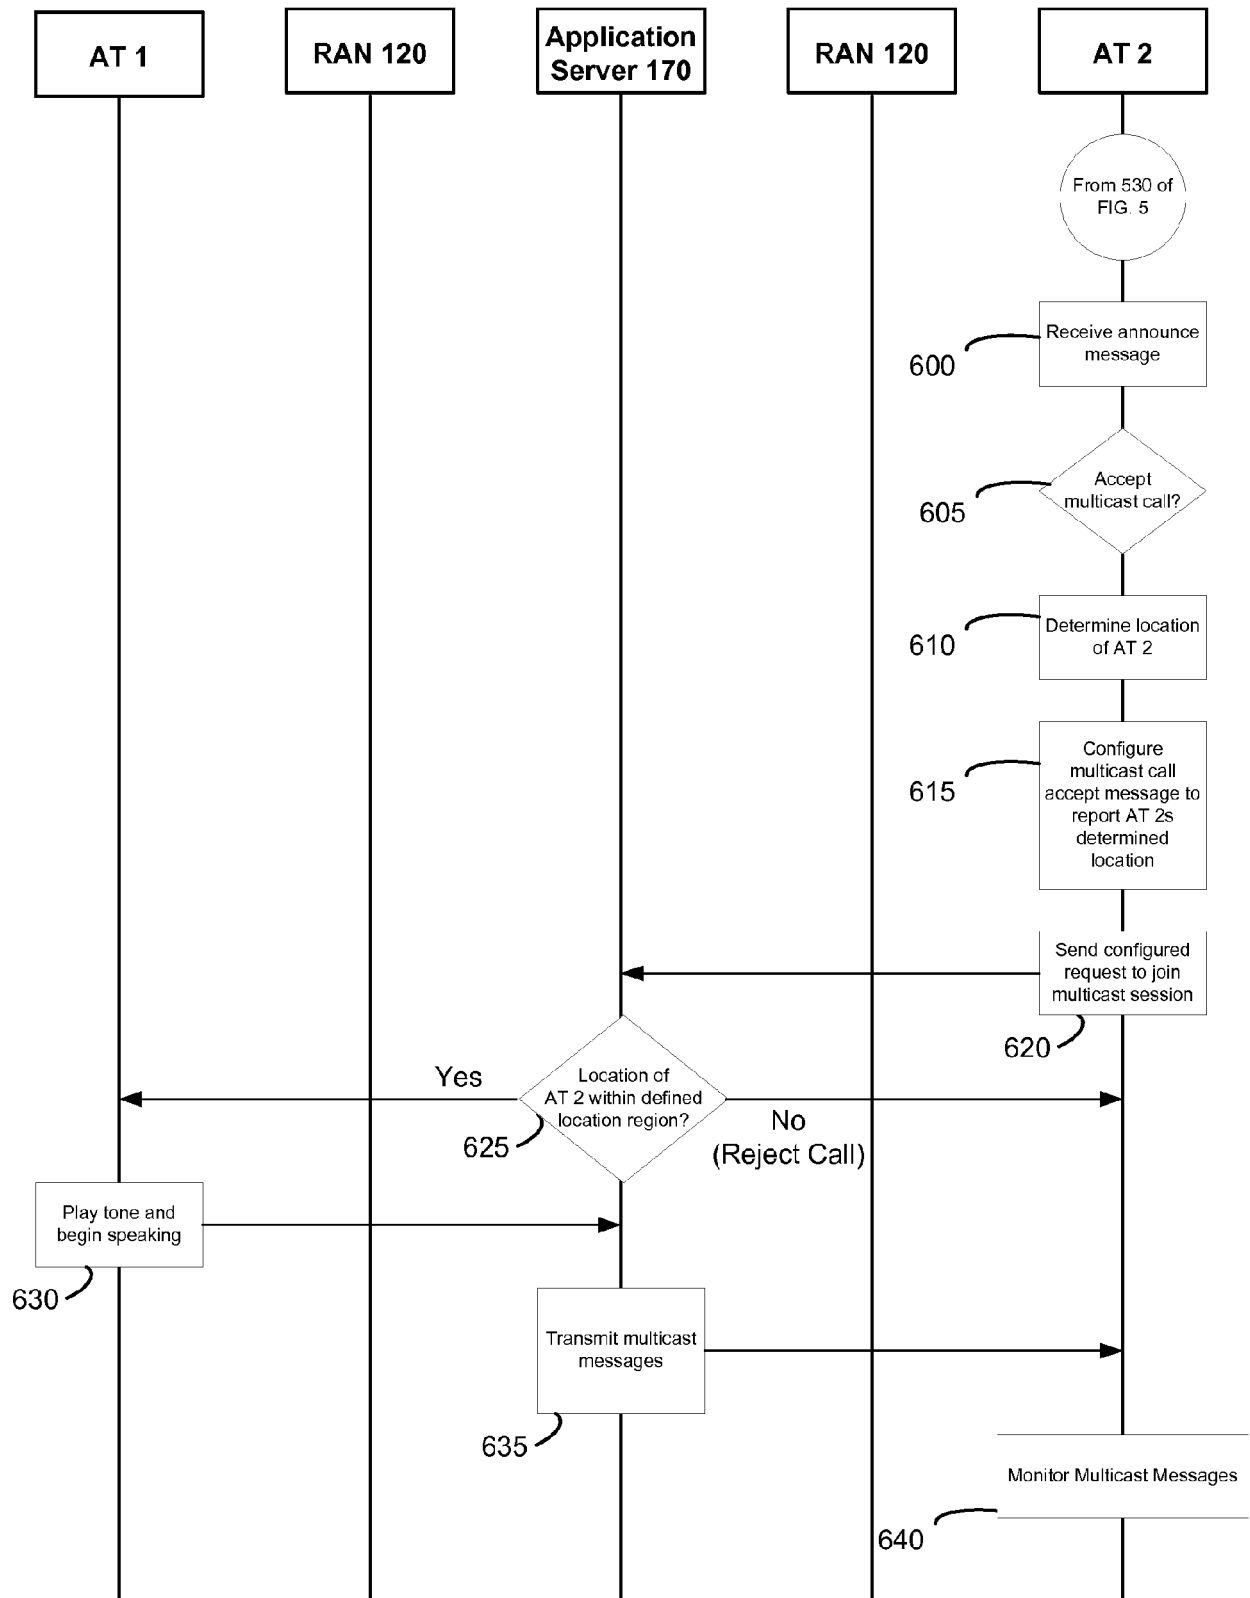 AT 1
RAN 120
Application
Server 170
RAN 120
AT 2
From 530 of
FIG. 5
Receive announce
message
600
Accept
multicast call?
605
Determine location
of AT 2
610
Configure
multicast call
accept message to
report AT 2s
determined
location
615
Send configured
request to join
multicast session
620
Yes
Location of
AT 2 within defined
location region?
625
No
(Reject Call)
Play tone and
begin speaking
630
Transmit multicast
messages
635
Monitor Multicast Messages
640